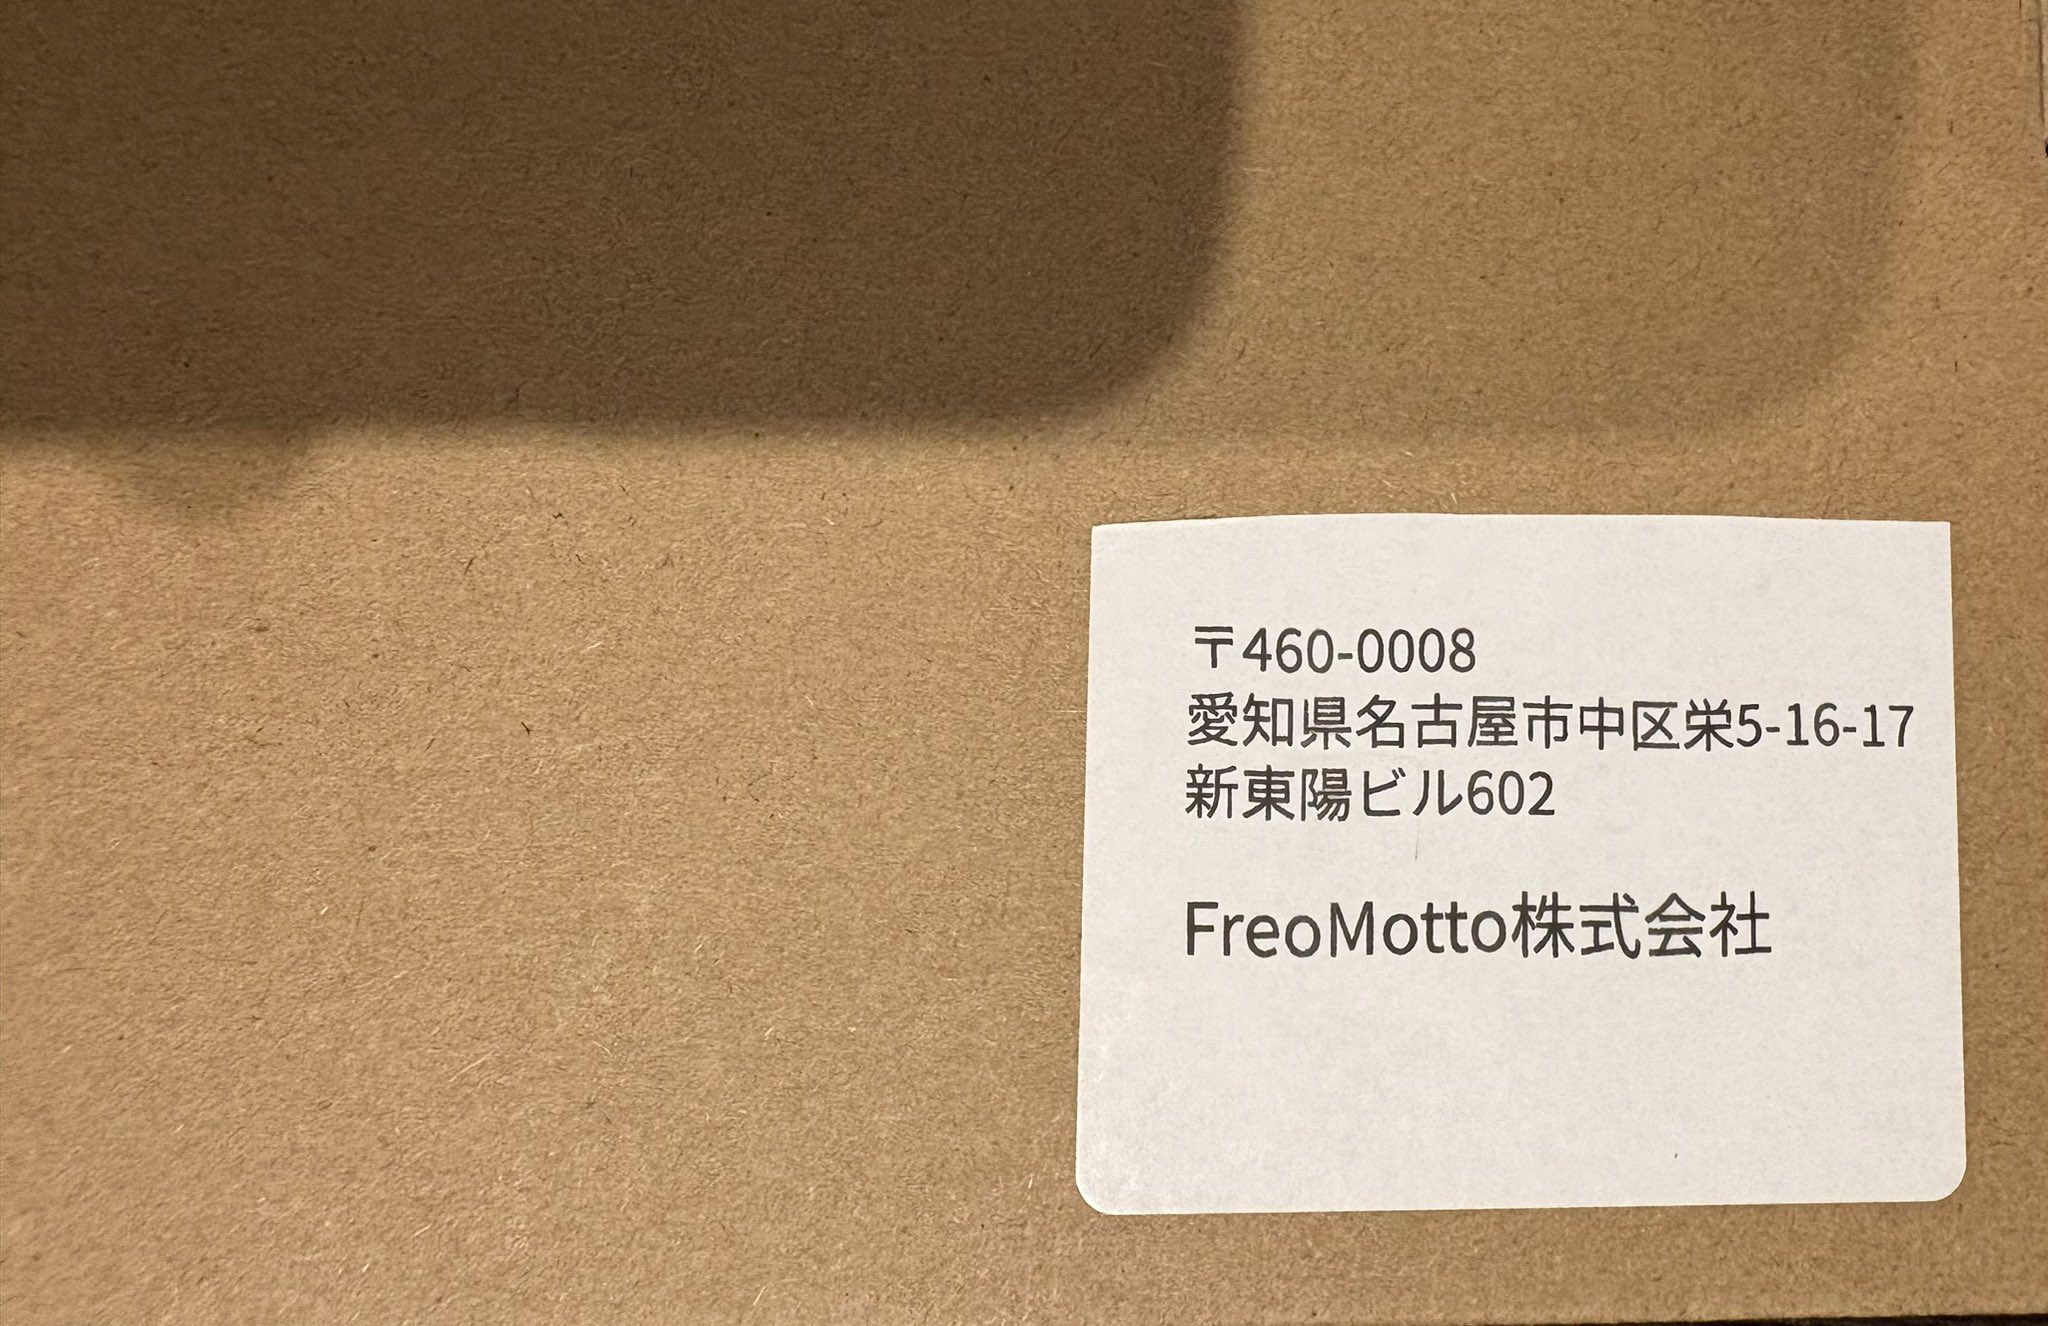 〒460-0008
愛知県名古屋市中区栄5-16-17
新東陽ビル602
FreoMotto株式会社